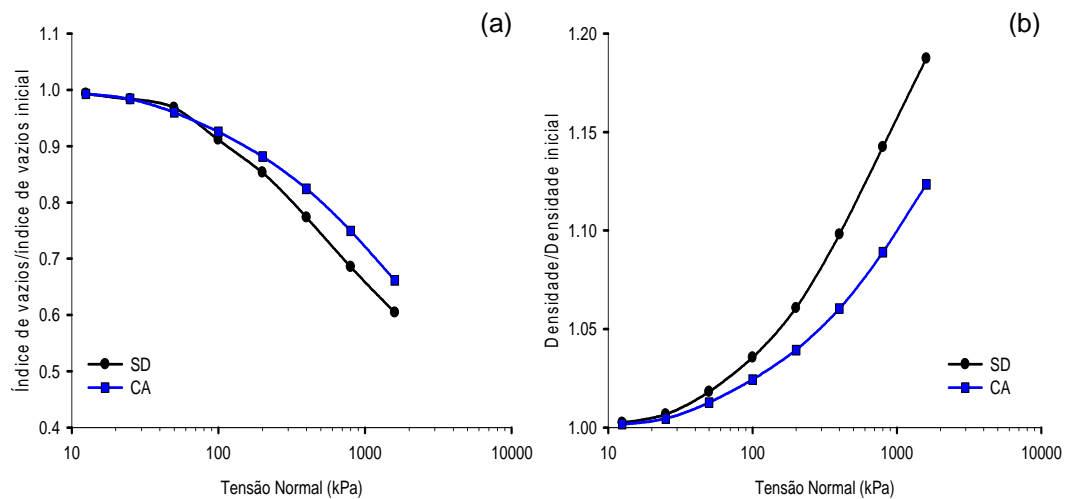 (a)
Índice de vazios/índice de vazios inicial
1.1
1.0
0.9
0.8
0.7
0.6
0.5
0.4
SD
CA
10
100
1000
10000
Tensão Normal (kPa)
(b)
Densidade/Densidade inicial
1.20
1.15
1.10
1.05
1.00
SD
CA
10
100
1000
10000
Tensão Normal (kPa)